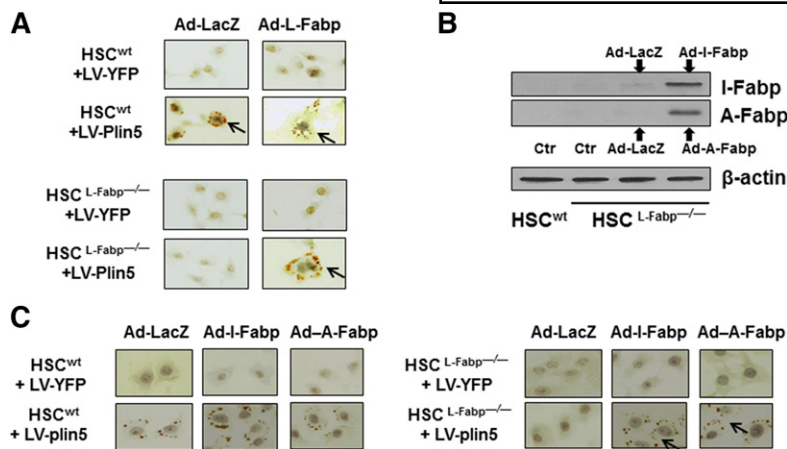 A
Ad-LacZ Ad-L-Fabp
HSCwt
+LV-YFP
HSCwt
+LV-Plin5
HSC L-Fabp—/—
+LV-YFP
HSC L-Fabp—/—
+LV-Plin5
B
Ad-LacZ Ad-I-Fabp
I-Fabp
A-Fabp
Ctr Ctr Ad-LacZ Ad-A-Fabp
β-actin
HSCwt HSC L-Fabp—/—
C
Ad-LacZ Ad-I-Fabp Ad–A-Fabp
HSCwt
+ LV-YFP
HSCwt
+ LV-plin5
Ad-LacZ Ad-I-Fabp Ad–A-Fabp
HSC L-Fabp—/—
+ LV-YFP
HSC L-Fabp—/—
+ LV-plin5